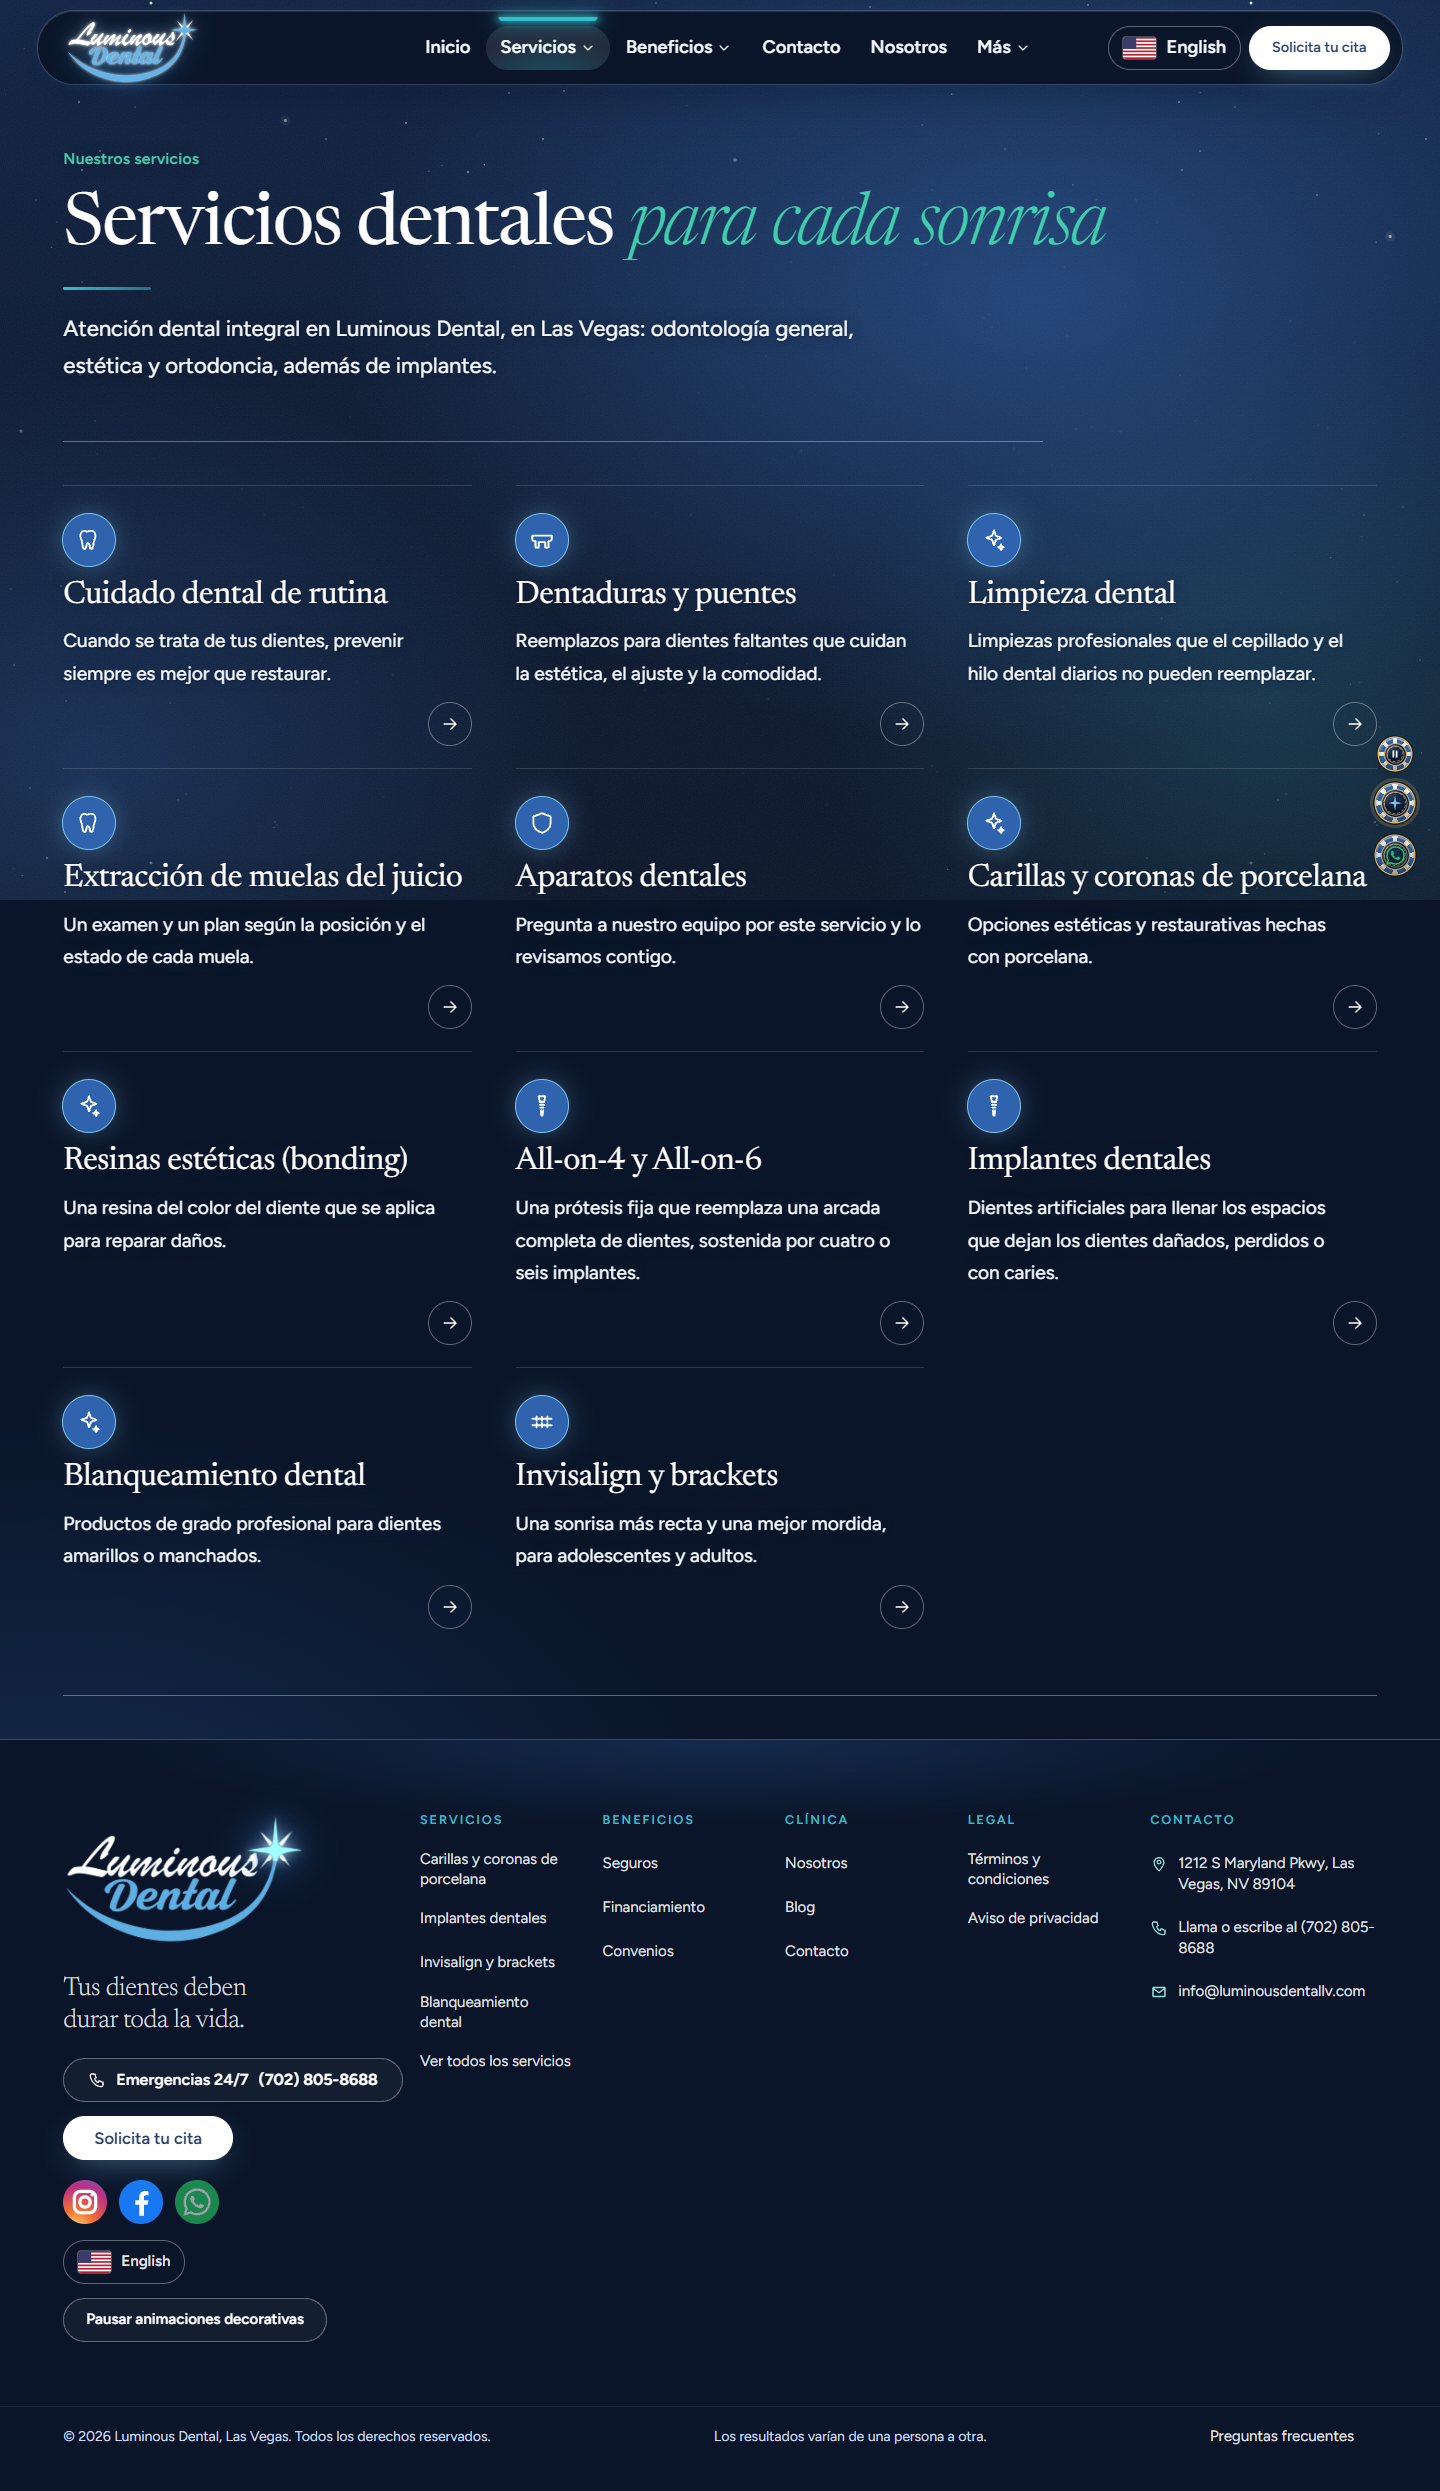 Luminous
Dental
Inicio
Servicios
Beneficios
Contacto
Nosotros
Más
English
Solicita tu cita
Nuestros servicios
Servicios dentales para cada sonrisa
Atención dental integral en Luminous Dental, en Las Vegas: odontología general,
estética y ortodoncia, además de implantes.
Cuidado dental de rutina
Cuando se trata de tus dientes, prevenir
siempre es mejor que restaurar.
Dentaduras y puentes
Reemplazos para dientes faltantes que cuidan
la estética, el ajuste y la comodidad.
Limpieza dental
Limpiezas profesionales que el cepillado y el
hilo dental diarios no pueden reemplazar.
Extracción de muelas del juicio
Un examen y un plan según la posición y el
estado de cada muela.
Aparatos dentales
Pregunta a nuestro equipo por este servicio y lo
revisamos contigo.
Carillas y coronas de porcelana
Opciones estéticas y restaurativas hechas
con porcelana.
Resinas estéticas (bonding)
Una resina del color del diente que se aplica
para reparar daños.
All-on-4 y All-on-6
Una prótesis fija que reemplaza una arcada
completa de dientes, sostenida por cuatro o
seis implantes.
Implantes dentales
Dientes artificiales para llenar los espacios
que dejan los dientes dañados, perdidos o
con caries.
Blanqueamiento dental
Productos de grado profesional para dientes
amarillos o manchados.
Invisalign y brackets
Una sonrisa más recta y una mejor mordida,
para adolescentes y adultos.
Luminous
Dental
Tus dientes deben
durar toda la vida.
Emergencias 24/7 (702) 805-8688
Solicita tu cita
English
Pausar animaciones decorativas
SERVICIOS
Carillas y coronas de
porcelana
Implantes dentales
Invisalign y brackets
Blanqueamiento
dental
Ver todos los servicios
BENEFICIOS
Seguros
Financiamiento
Convenios
CLÍNICA
Nosotros
Blog
Contacto
LEGAL
Términos y
condiciones
Aviso de privacidad
CONTACTO
1212 S Maryland Pkwy, Las
Vegas, NV 89104
Llama o escribe al (702) 805-
8688
info@luminousdentallv.com
© 2026 Luminous Dental, Las Vegas. Todos los derechos reservados.
Los resultados varían de una persona a otra.
Preguntas frecuentes